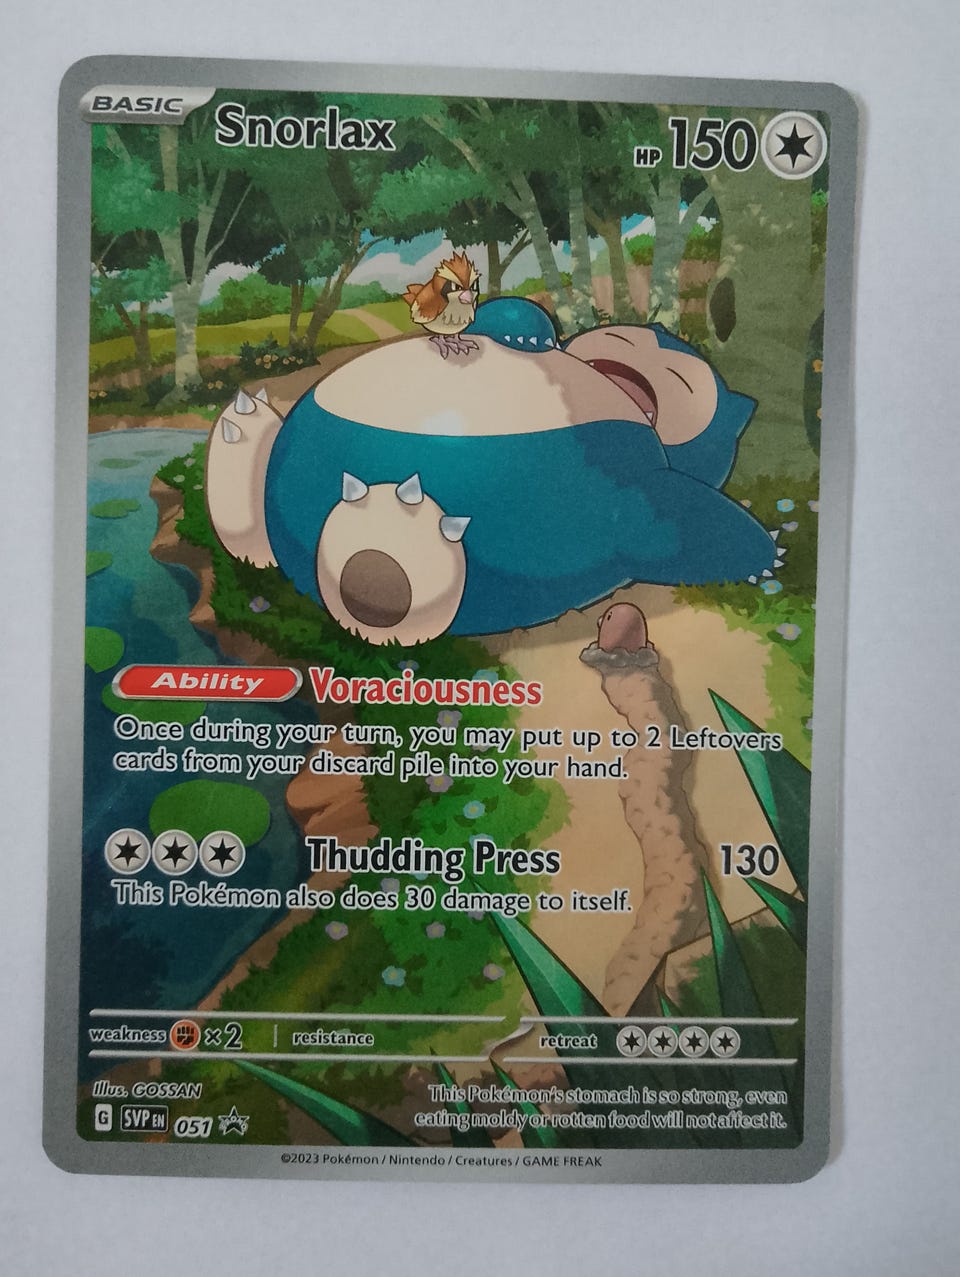 BASIC
Snorlax
HP 150
Ability Voraciousness
Once during your turn, you may put up to 2 Leftovers
cards from your discard pile into your hand.
Thudding Press 130
This Pokémon also does 30 damage to itself.
weakness ×2 resistance retreat
Illus. GOSSAN
This Pokémon's stomach is so strong, even
eating moldy or rotten food will not affect it.
G SVP EN 051 PROMO
©2023 Pokémon / Nintendo / Creatures / GAME FREAK